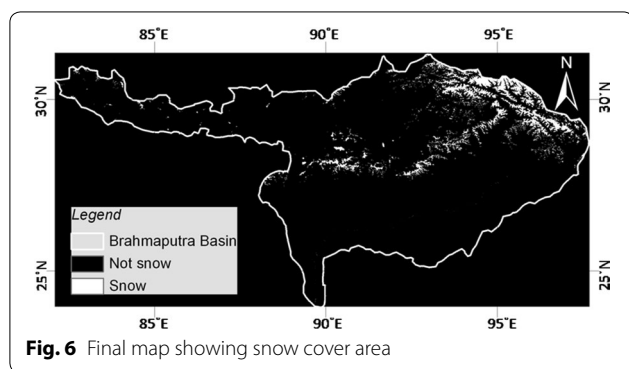 85°E 90°E 95°E
N
30°N 30°N
Legend
Brahmaputra Basin
Not snow
Snow
25°N 25°N
85°E 90°E 95°E
Fig. 6 Final map showing snow cover area